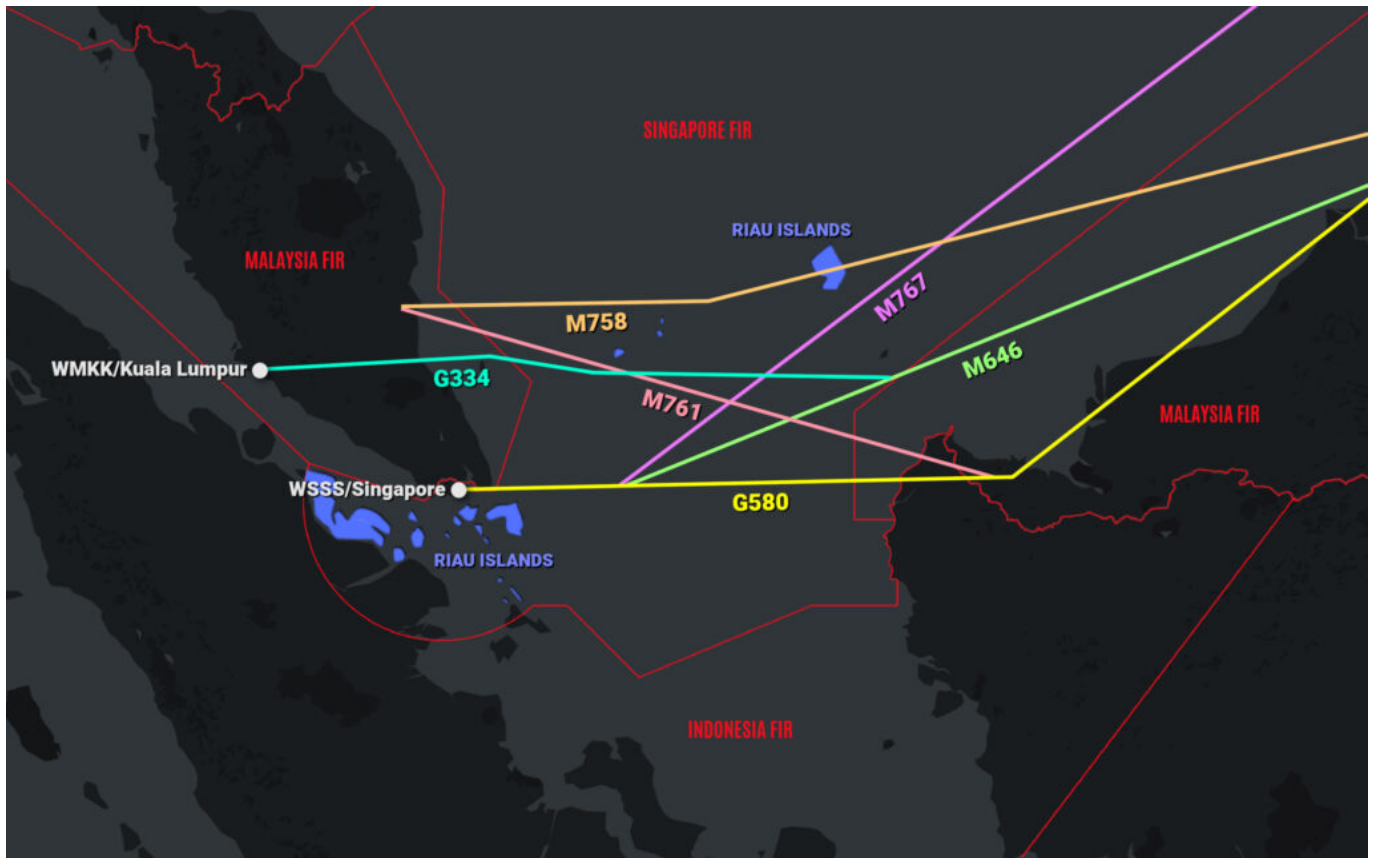 SINGAPORE FIR
RIAU ISLANDS
MALAYSIA FIR
M767
M758
M646
WMKK/Kuala Lumpur
G334
M761
MALAYSIA FIR
WSSS/Singapore
G580
RIAU ISLANDS
INDONESIA FIR